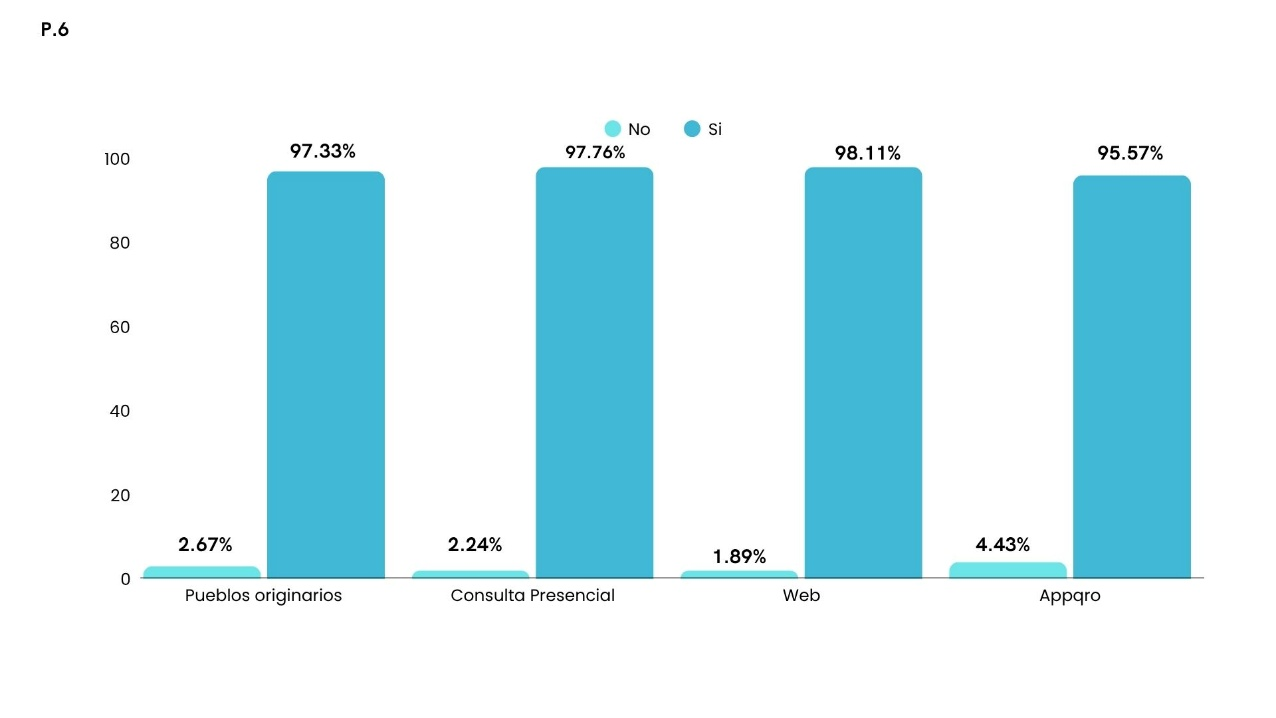 P.6
No Si
97.33% 97.76% 98.11% 95.57%
100
80
60
40
20
2.67% 2.24% 1.89% 4.43%
0
Pueblos originarios Consulta Presencial Web Appqro